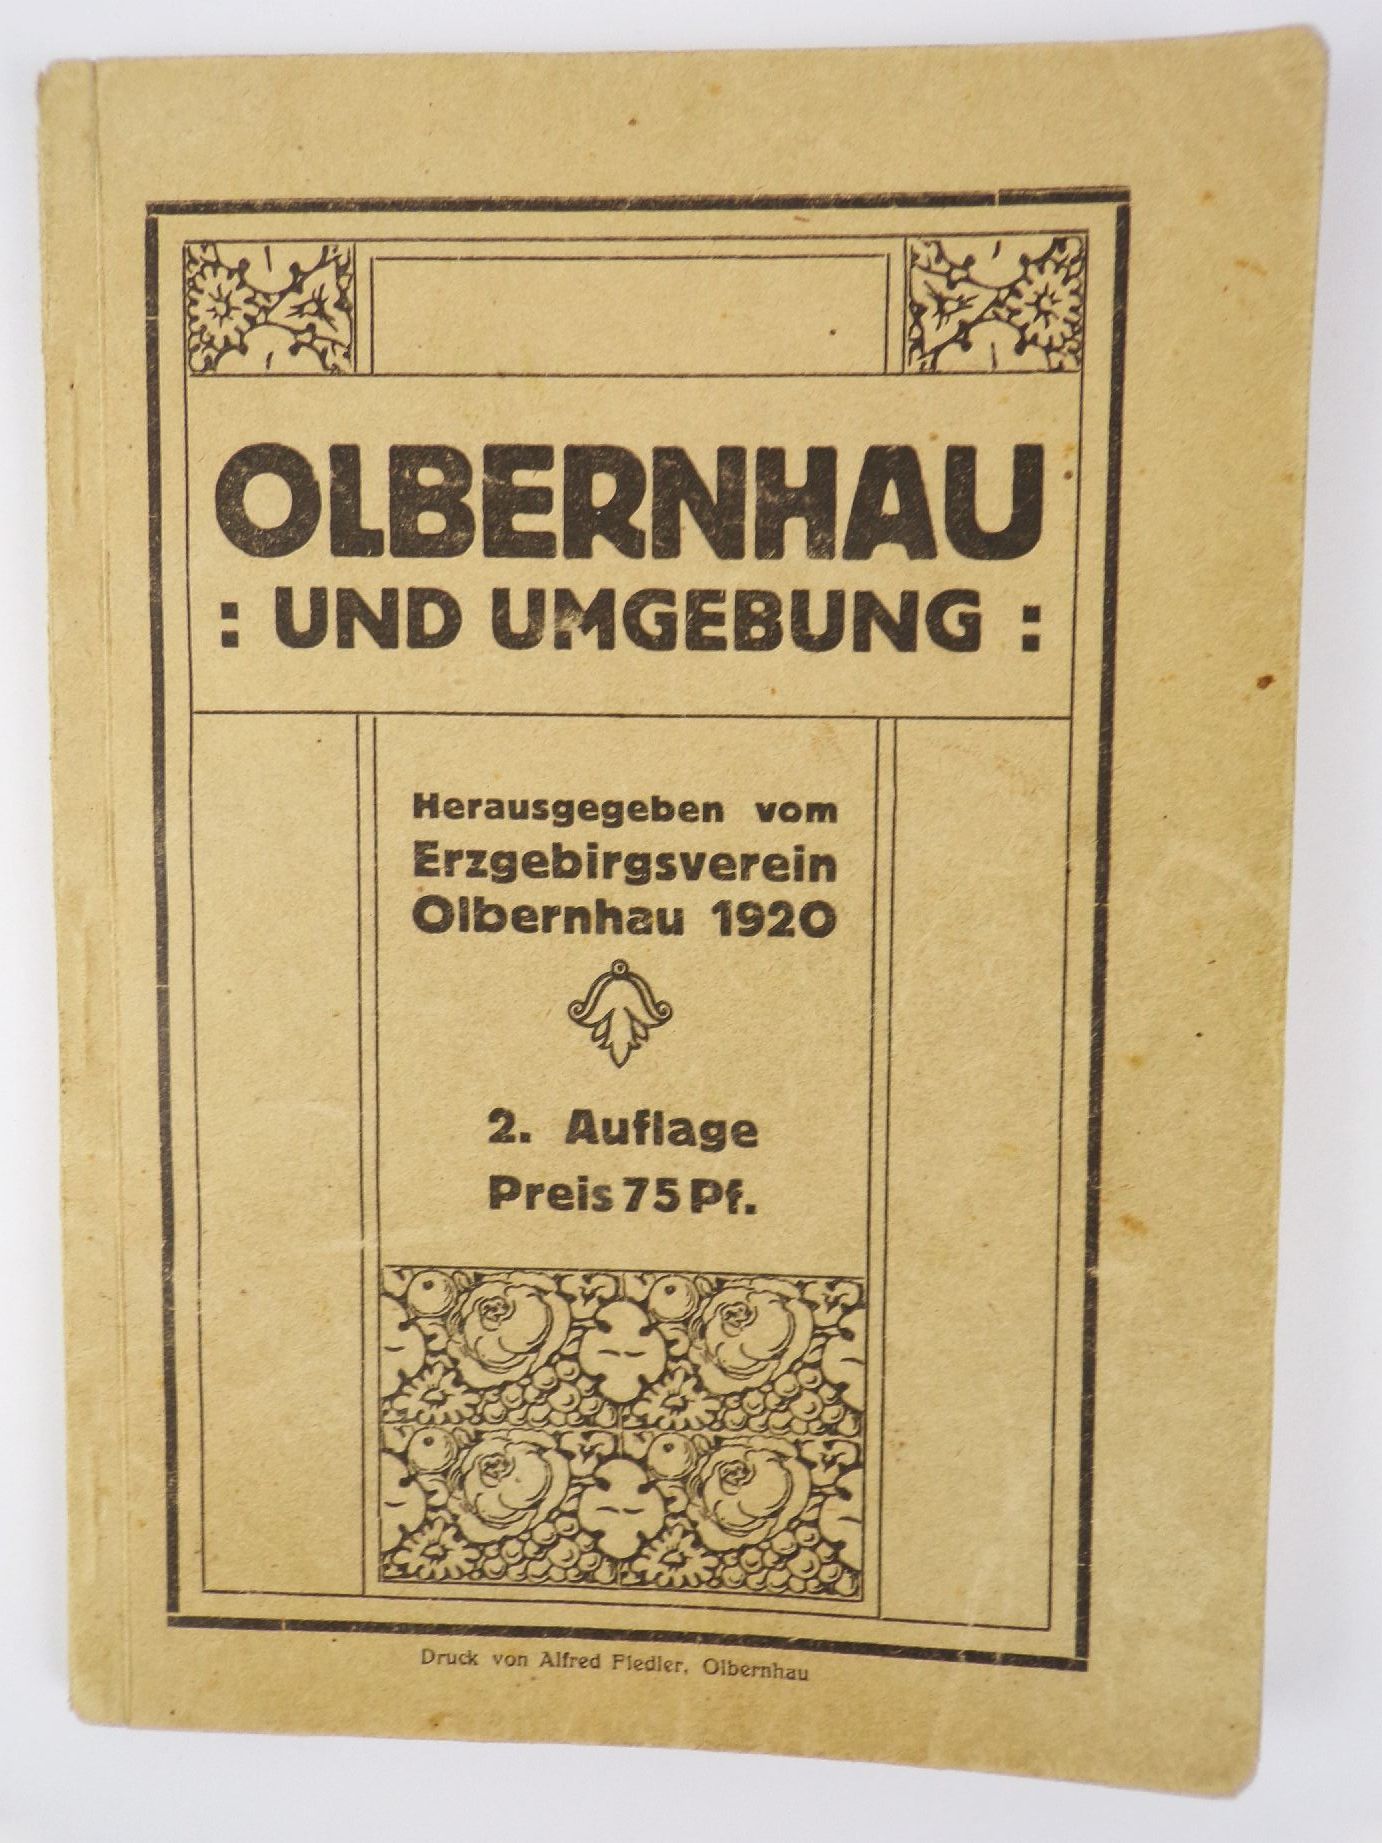 OLBERNHAU
: UND UMGEBUNG :
Herausgegeben vom
Erzgebirgsverein
Olbernhau 1920
2. Auflage
Preis 75 Pf.
Druck von Alfred Fiedler, Olbernhau